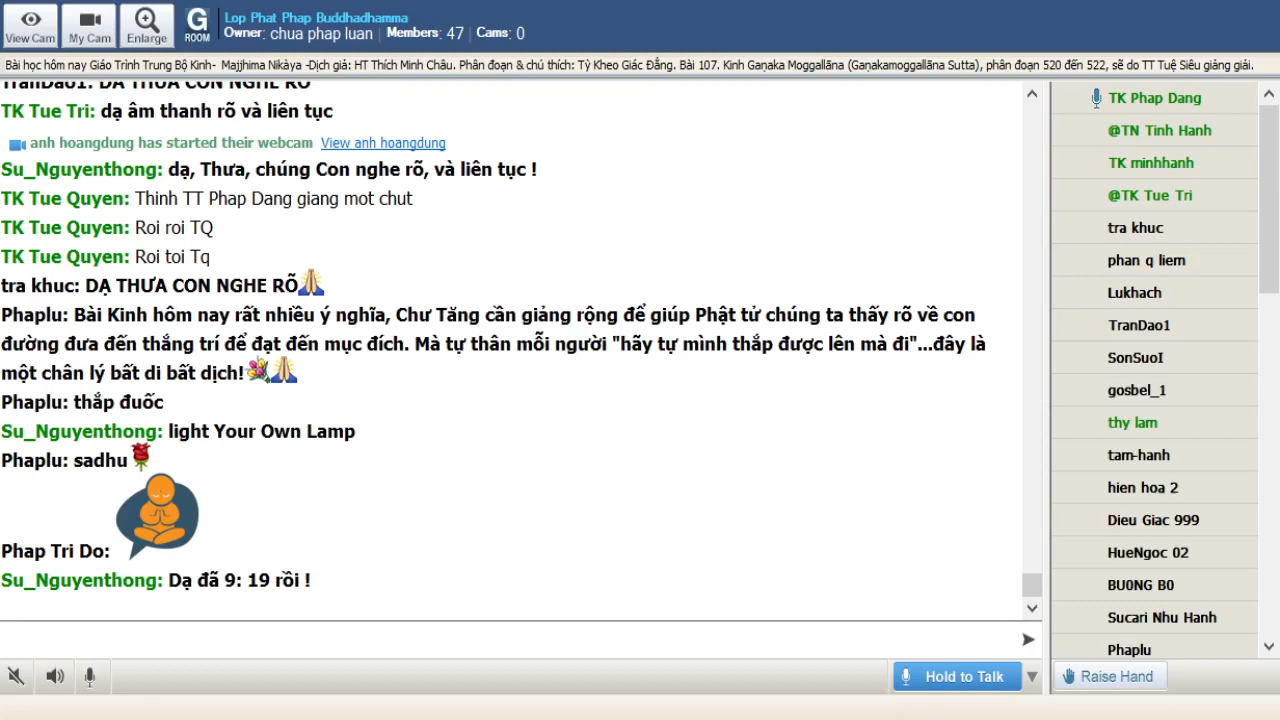 Lop Phat Phap Buddhadhamma
G ROOM Owner: chua phap luan | Members: 47 | Cams: 0
View Cam My Cam Enlarge
Bài học hôm nay Giáo Trình Trung Bộ Kinh- Majjhima Nikàya -Dịch giả: HT Thích Minh Châu. Phân đoạn & chú thích: Tỳ Kheo Giác Đẳng. Bài 107. Kinh Gaṇaka Moggallāna (Gaṇakamoggallāna Sutta), phân đoạn 520 đến 522, sẽ do TT Tuệ Siêu giảng giải.
TranDao1: DẠ THƯA CON NGHE RÕ
TK Tue Tri: dạ âm thanh rõ và liên tục
anh hoangdung has started their webcam View anh hoangdung
Su_Nguyenthong: dạ, Thưa, chúng Con nghe rõ, và liên tục !
TK Tue Quyen: Thinh TT Phap Dang giang mot chut
TK Tue Quyen: Roi roi TQ
TK Tue Quyen: Roi toi Tq
tra khuc: DẠ THƯA CON NGHE RÕ
Phaplu: Bài Kinh hôm nay rất nhiều ý nghĩa, Chư Tăng cần giảng rộng để giúp Phật tử chúng ta thấy rõ về con
đường đưa đến thắng trí để đạt đến mục đích. Mà tự thân mỗi người "hãy tự mình thắp được lên mà đi"...đây là
một chân lý bất di bất dịch!
Phaplu: thắp đuốc
Su_Nguyenthong: light Your Own Lamp
Phaplu: sadhu
Phap Tri Do:
Su_Nguyenthong: Dạ đã 9: 19 rồi !
TK Phap Dang
@TN Tinh Hanh
TK minhhanh
@TK Tue Tri
tra khuc
phan q liem
Lukhach
TranDao1
SonSuoI
gosbel_1
thy lam
tam-hanh
hien hoa 2
Dieu Giac 999
HueNgoc 02
BU0NG B0
Sucari Nhu Hanh
Phaplu
Hold to Talk
Raise Hand